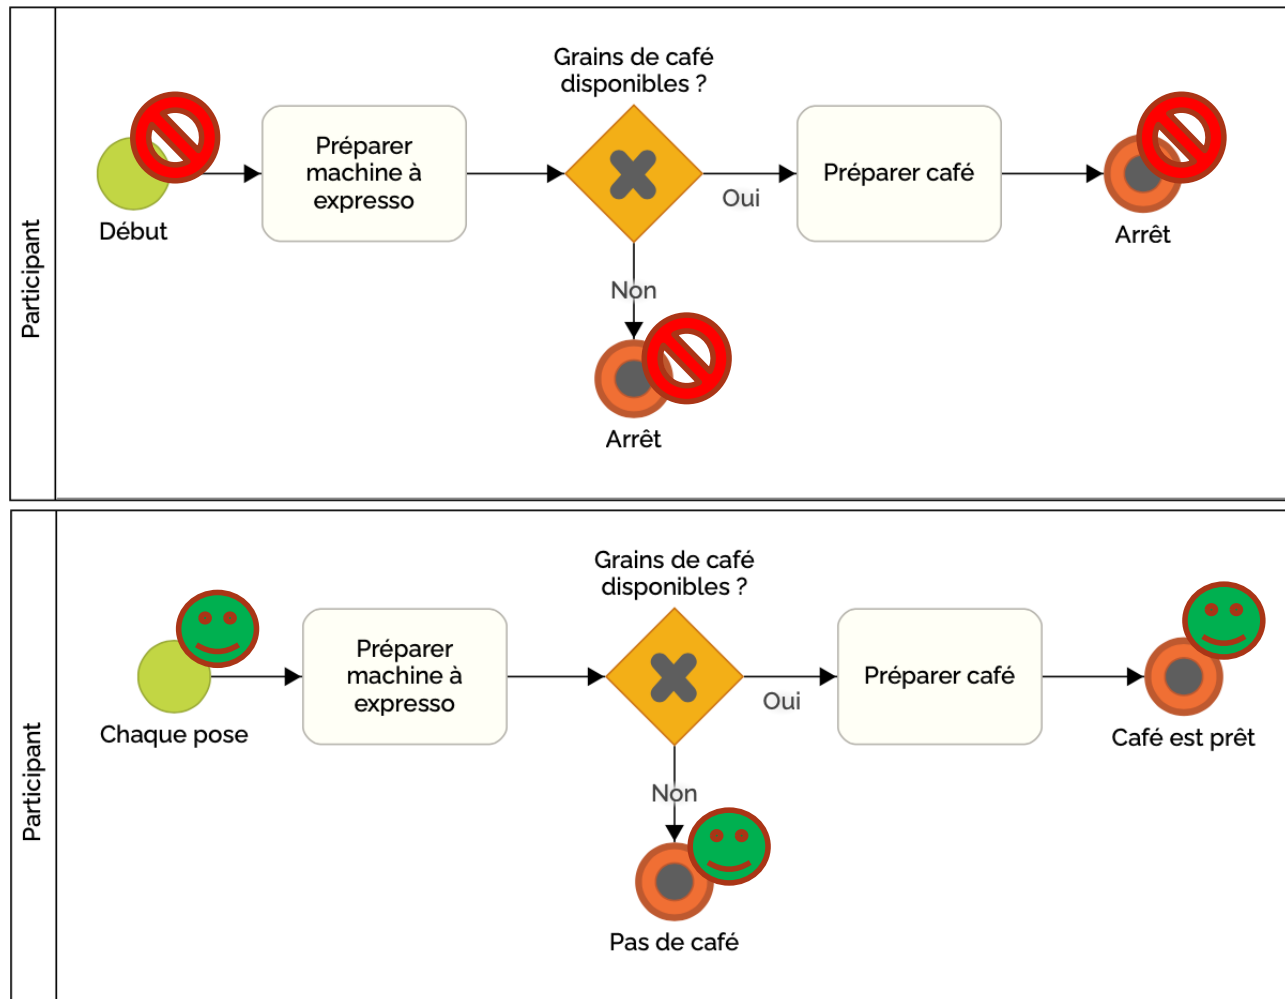 Participant
Grains de café
disponibles ?
Préparer
machine à
expresso
Préparer café
Oui
Début
Arrêt
Non
Arrêt
Participant
Grains de café
disponibles ?
Préparer
machine à
expresso
Préparer café
Oui
Chaque pose
Café est prêt
Non
Pas de café